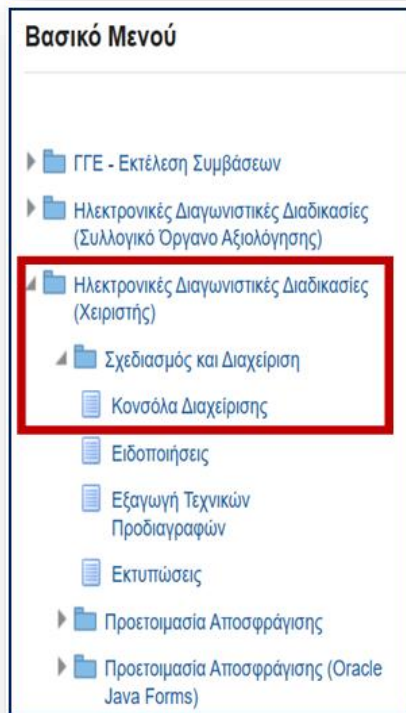 Βασικό Μενού
ΓΓΕ - Εκτέλεση Συμβάσεων
Ηλεκτρονικές Διαγωνιστικές Διαδικασίες
(Συλλογικό Όργανο Αξιολόγησης)
Ηλεκτρονικές Διαγωνιστικές Διαδικασίες
(Χειριστής)
Σχεδιασμός και Διαχείριση
Κονσόλα Διαχείρισης
Ειδοποιήσεις
Εξαγωγή Τεχνικών
Προδιαγραφών
Εκτυπώσεις
Προετοιμασία Αποσφράγισης
Προετοιμασία Αποσφράγισης (Oracle
Java Forms)